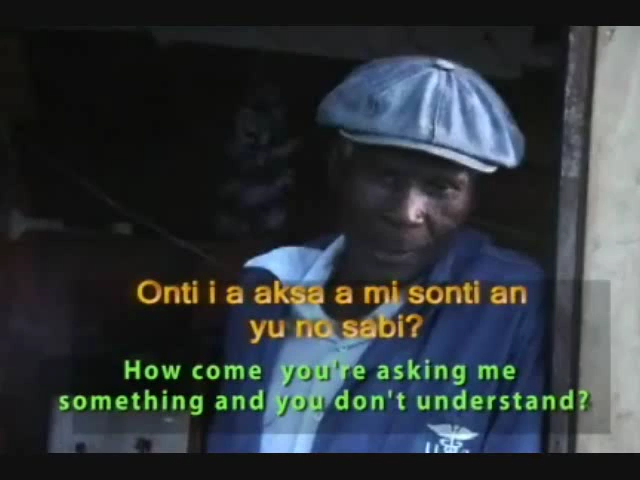 Onti i a aksa a mi sonti an
yu no sabi?
How come you're asking me
something and you don't understand?